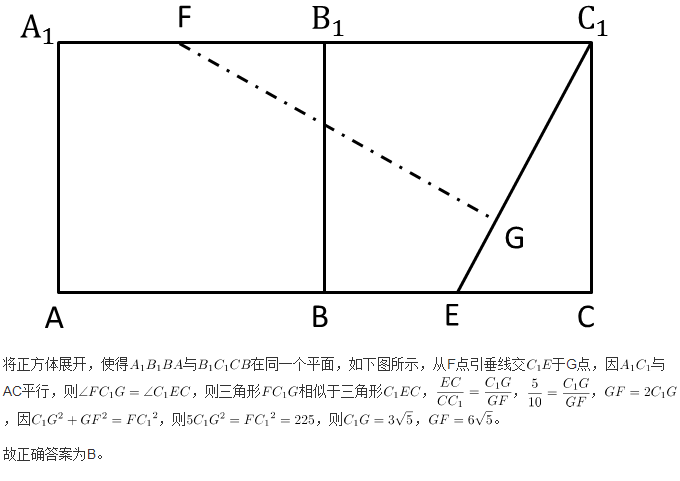 A₁ F B₁ C₁
G
A B E C
将正方体展开，使得A₁B₁BA与B₁C₁CB在同一个平面，如下图所示，从F点引垂线交C₁E于G点，因A₁C₁与
AC平行，则∠FC₁G=∠C₁EC，则三角形FC₁G相似于三角形C₁EC，EC/CC₁=C₁G/GF，5/10=C₁G/GF，GF=2C₁G
，因C₁G²+GF²=FC₁²，则5C₁G²=FC₁²=225，则C₁G=3√5，GF=6√5。
故正确答案为B。